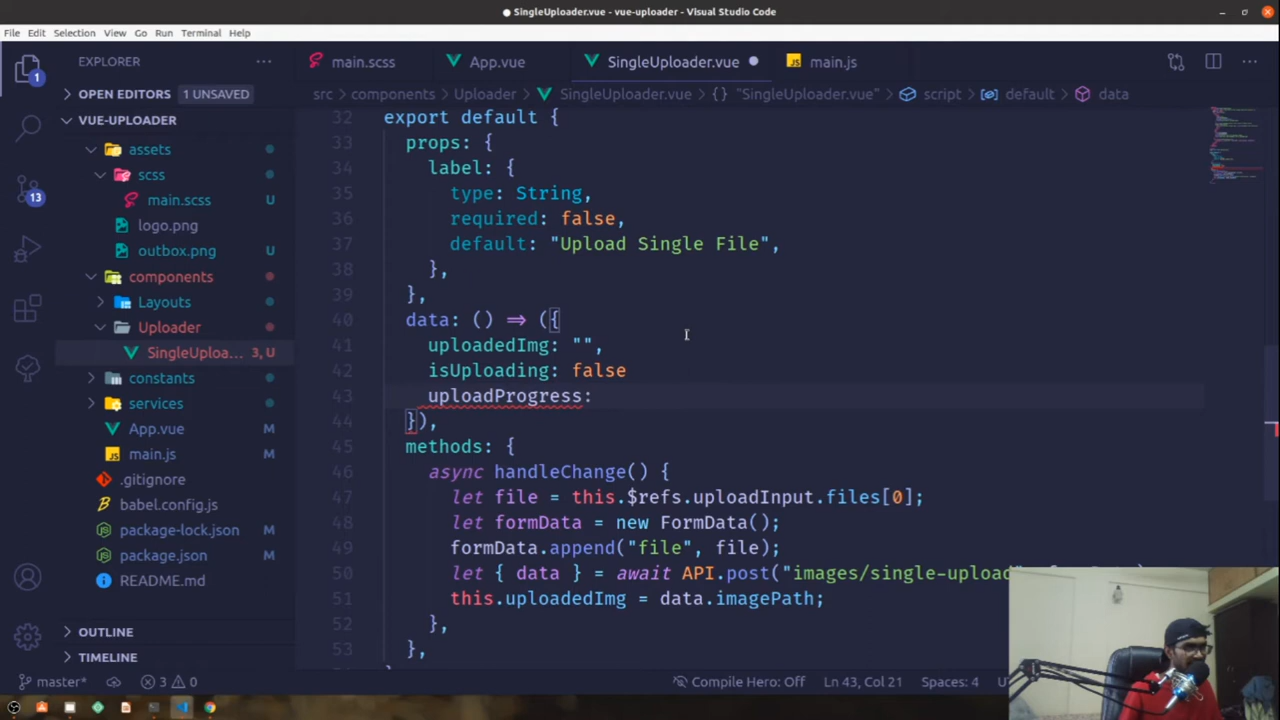 ● SingleUploader.vue - vue-uploader - Visual Studio Code
File Edit Selection View Go Run Terminal Help
EXPLORER ···
main.scss App.vue SingleUploader.vue ● JS main.js
1
OPEN EDITORS 1 UNSAVED
src > components > Uploader > SingleUploader.vue > {} "SingleUploader.vue" > script > default > data
VUE-UPLOADER
assets
scss
main.scss U
logo.png
outbox.png U
components
Layouts
Uploader
SingleUploa... 3, U
constants
services
App.vue M
JS main.js M
.gitignore
babel.config.js
package-lock.json M
package.json M
README.md
OUTLINE
TIMELINE
13
32 export default {
33 props: {
34 label: {
35 type: String,
36 required: false,
37 default: "Upload Single File",
38 },
39 },
40 data: () => ({
41 uploadedImg: "",
42 isUploading: false
43 uploadProgress:
44 }),
45 methods: {
46 async handleChange() {
47 let file = this.$refs.uploadInput.files[0];
48 let formData = new FormData();
49 formData.append("file", file);
50 let { data } = await API.post("images/single-upload"
51 this.uploadedImg = data.imagePath;
52 },
53 },
master* 3 0 Compile Hero: Off Ln 43, Col 21 Spaces: 4